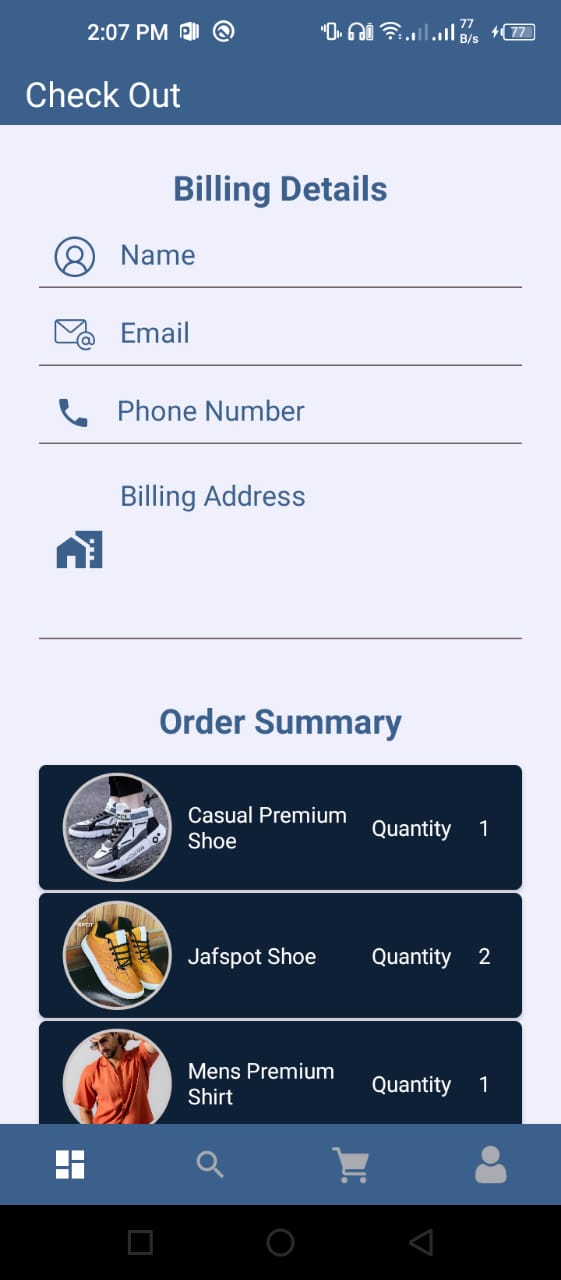 2:07 PM
77
B/s
77
Check Out
Billing Details
Name
@
Email
Phone Number
Billing Address
Order Summary
Casual Premium
Shoe
Quantity 1
SPOT
Jafspot Shoe
Quantity 2
Mens Premium
Shirt
Quantity 1